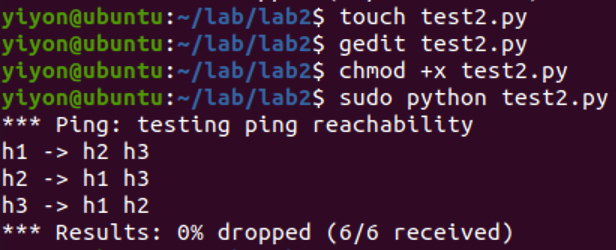 yiyon@ubuntu:~/lab/lab2$ touch test2.py
yiyon@ubuntu:~/lab/lab2$ gedit test2.py
yiyon@ubuntu:~/lab/lab2$ chmod +x test2.py
yiyon@ubuntu:~/lab/lab2$ sudo python test2.py
*** Ping: testing ping reachability
h1 -> h2 h3
h2 -> h1 h3
h3 -> h1 h2
*** Results: 0% dropped (6/6 received)